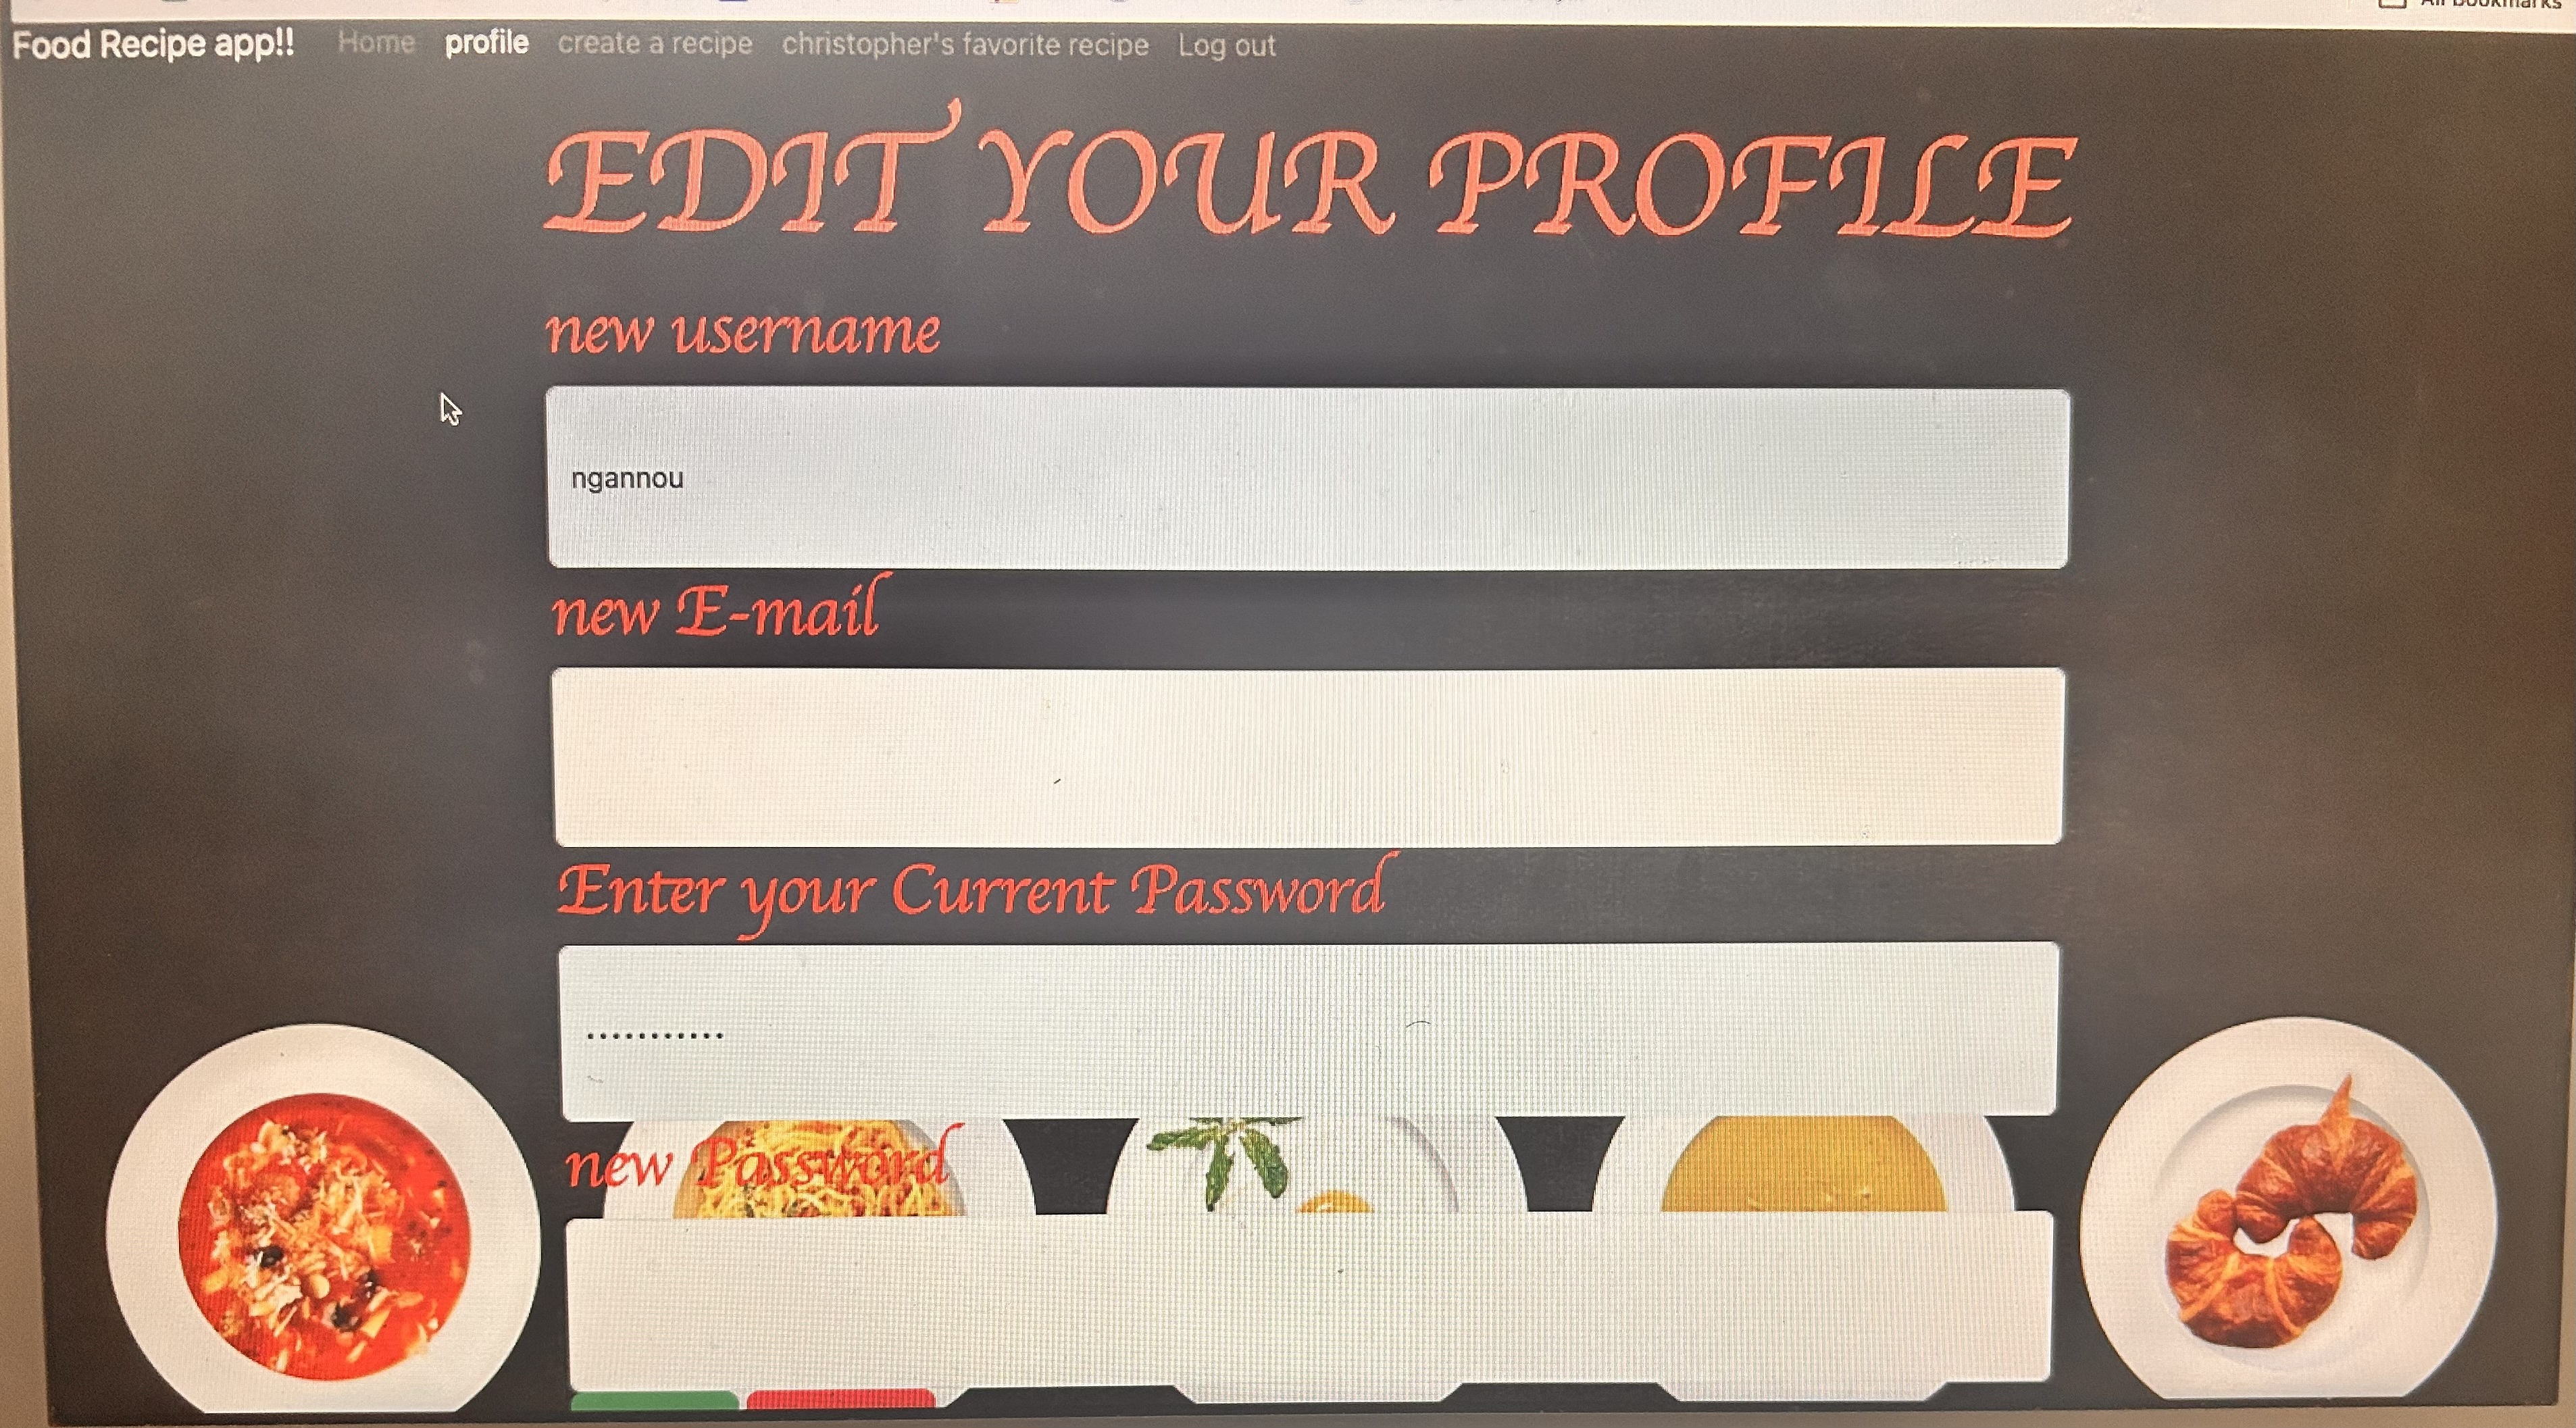 Food Recipe app!! Home profile create a recipe christopher's favorite recipe Log out
EDIT YOUR PROFILE
new username
ngannou
new E-mail
Enter your Current Password
...........
new Password